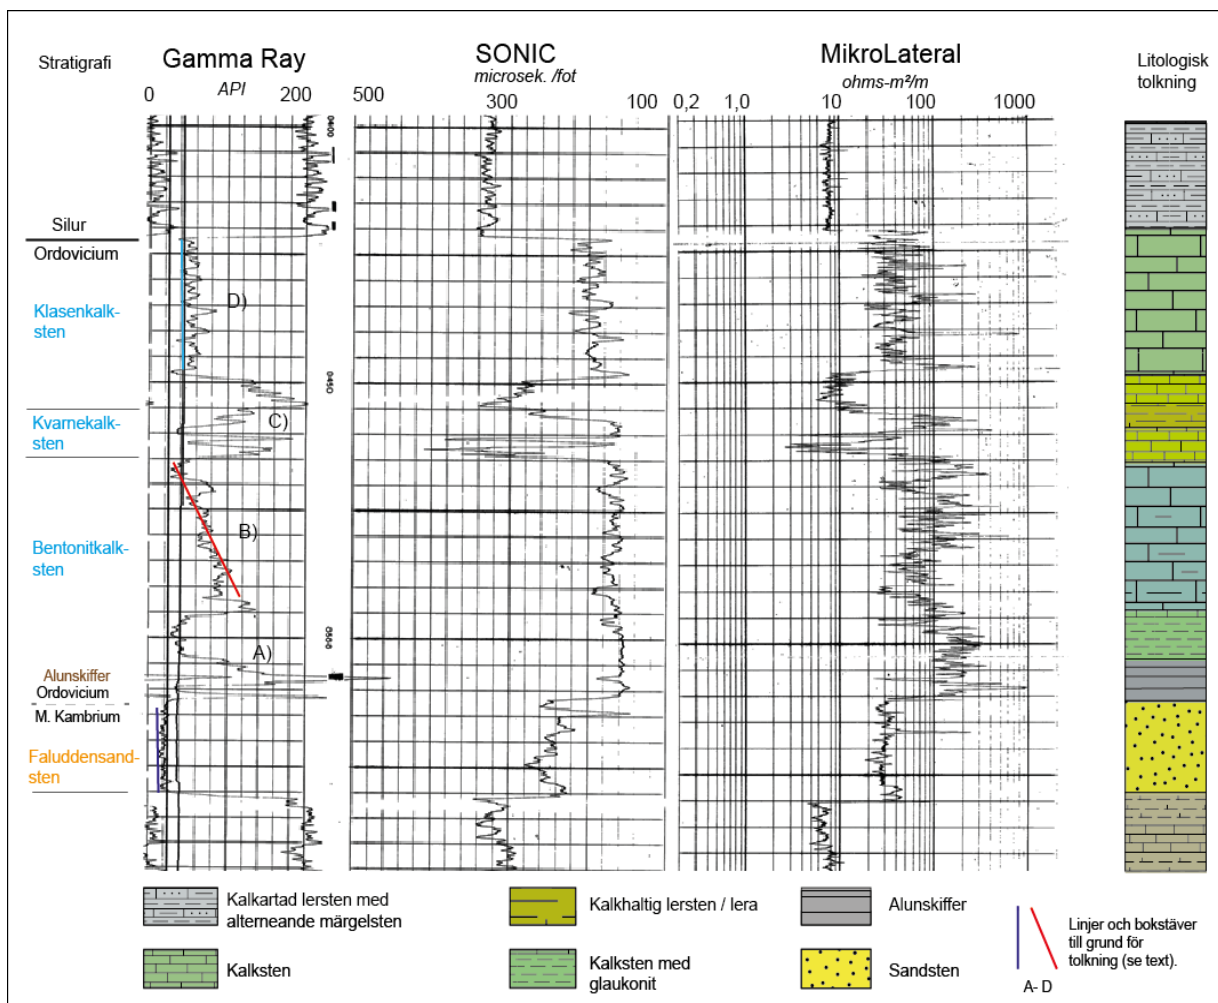 Stratigrafi
Gamma Ray
API
0
200
SONIC
microsek. /fot
500
300
100
MikroLateral
ohms-m²/m
0,2
1,0
10
100
1000
Litologisk
tolkning
0400
Silur
Ordovicium
Klasenkalk-
sten
D)
0450
Kvarnekalk-
sten
C)
Bentonitkalk-
sten
B)
A)
Alunskiffer
Ordovicium
M. Kambrium
Faluddensand-
sten
Kalkartad lersten med
alterneande märgelsten
Kalksten
Kalkhaltig lersten / lera
Kalksten med
glaukonit
Alunskiffer
Sandsten
Linjer och bokstäver
till grund för
tolkning (se text).
A- D